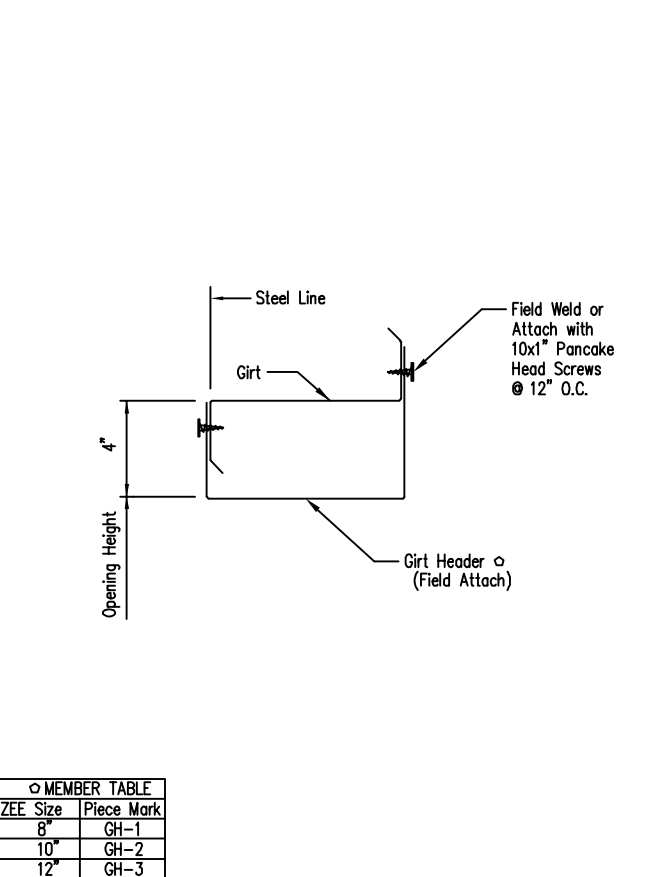 Steel Line
Field Weld or
Attach with
10x1" Pancake
Head Screws
@ 12" O.C.
Girt
4"
Opening Height
Girt Header ⬠
(Field Attach)
⬠ MEMBER TABLE
ZEE Size Piece Mark
8" GH-1
10" GH-2
12" GH-3